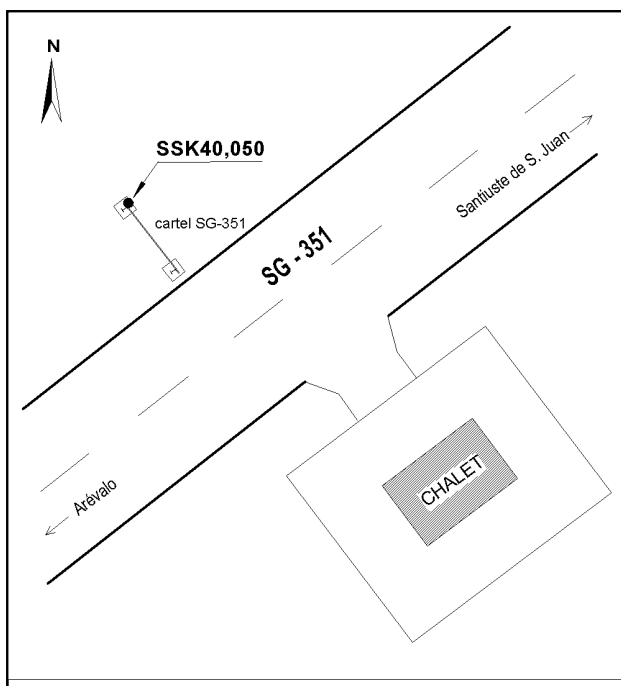 N
SSK40,050
cartel SG-351
SG - 351
Santiuste de S. Juan
Arévalo
CHALET